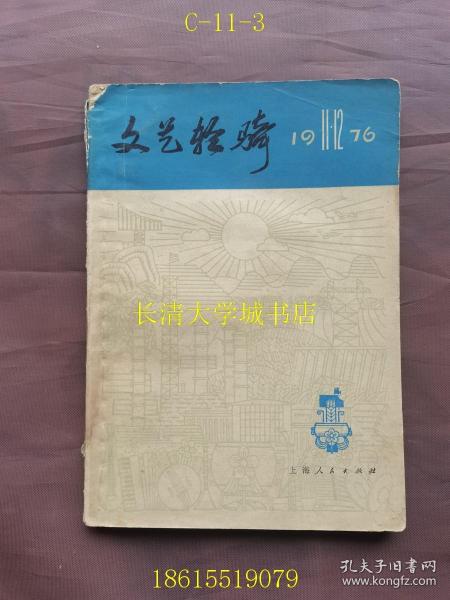 C-11-3
文艺轻骑 19 11·12 76
长清大学城书店
上海人民出版社
18615519079
孔夫子旧书网
www.kongfz.com